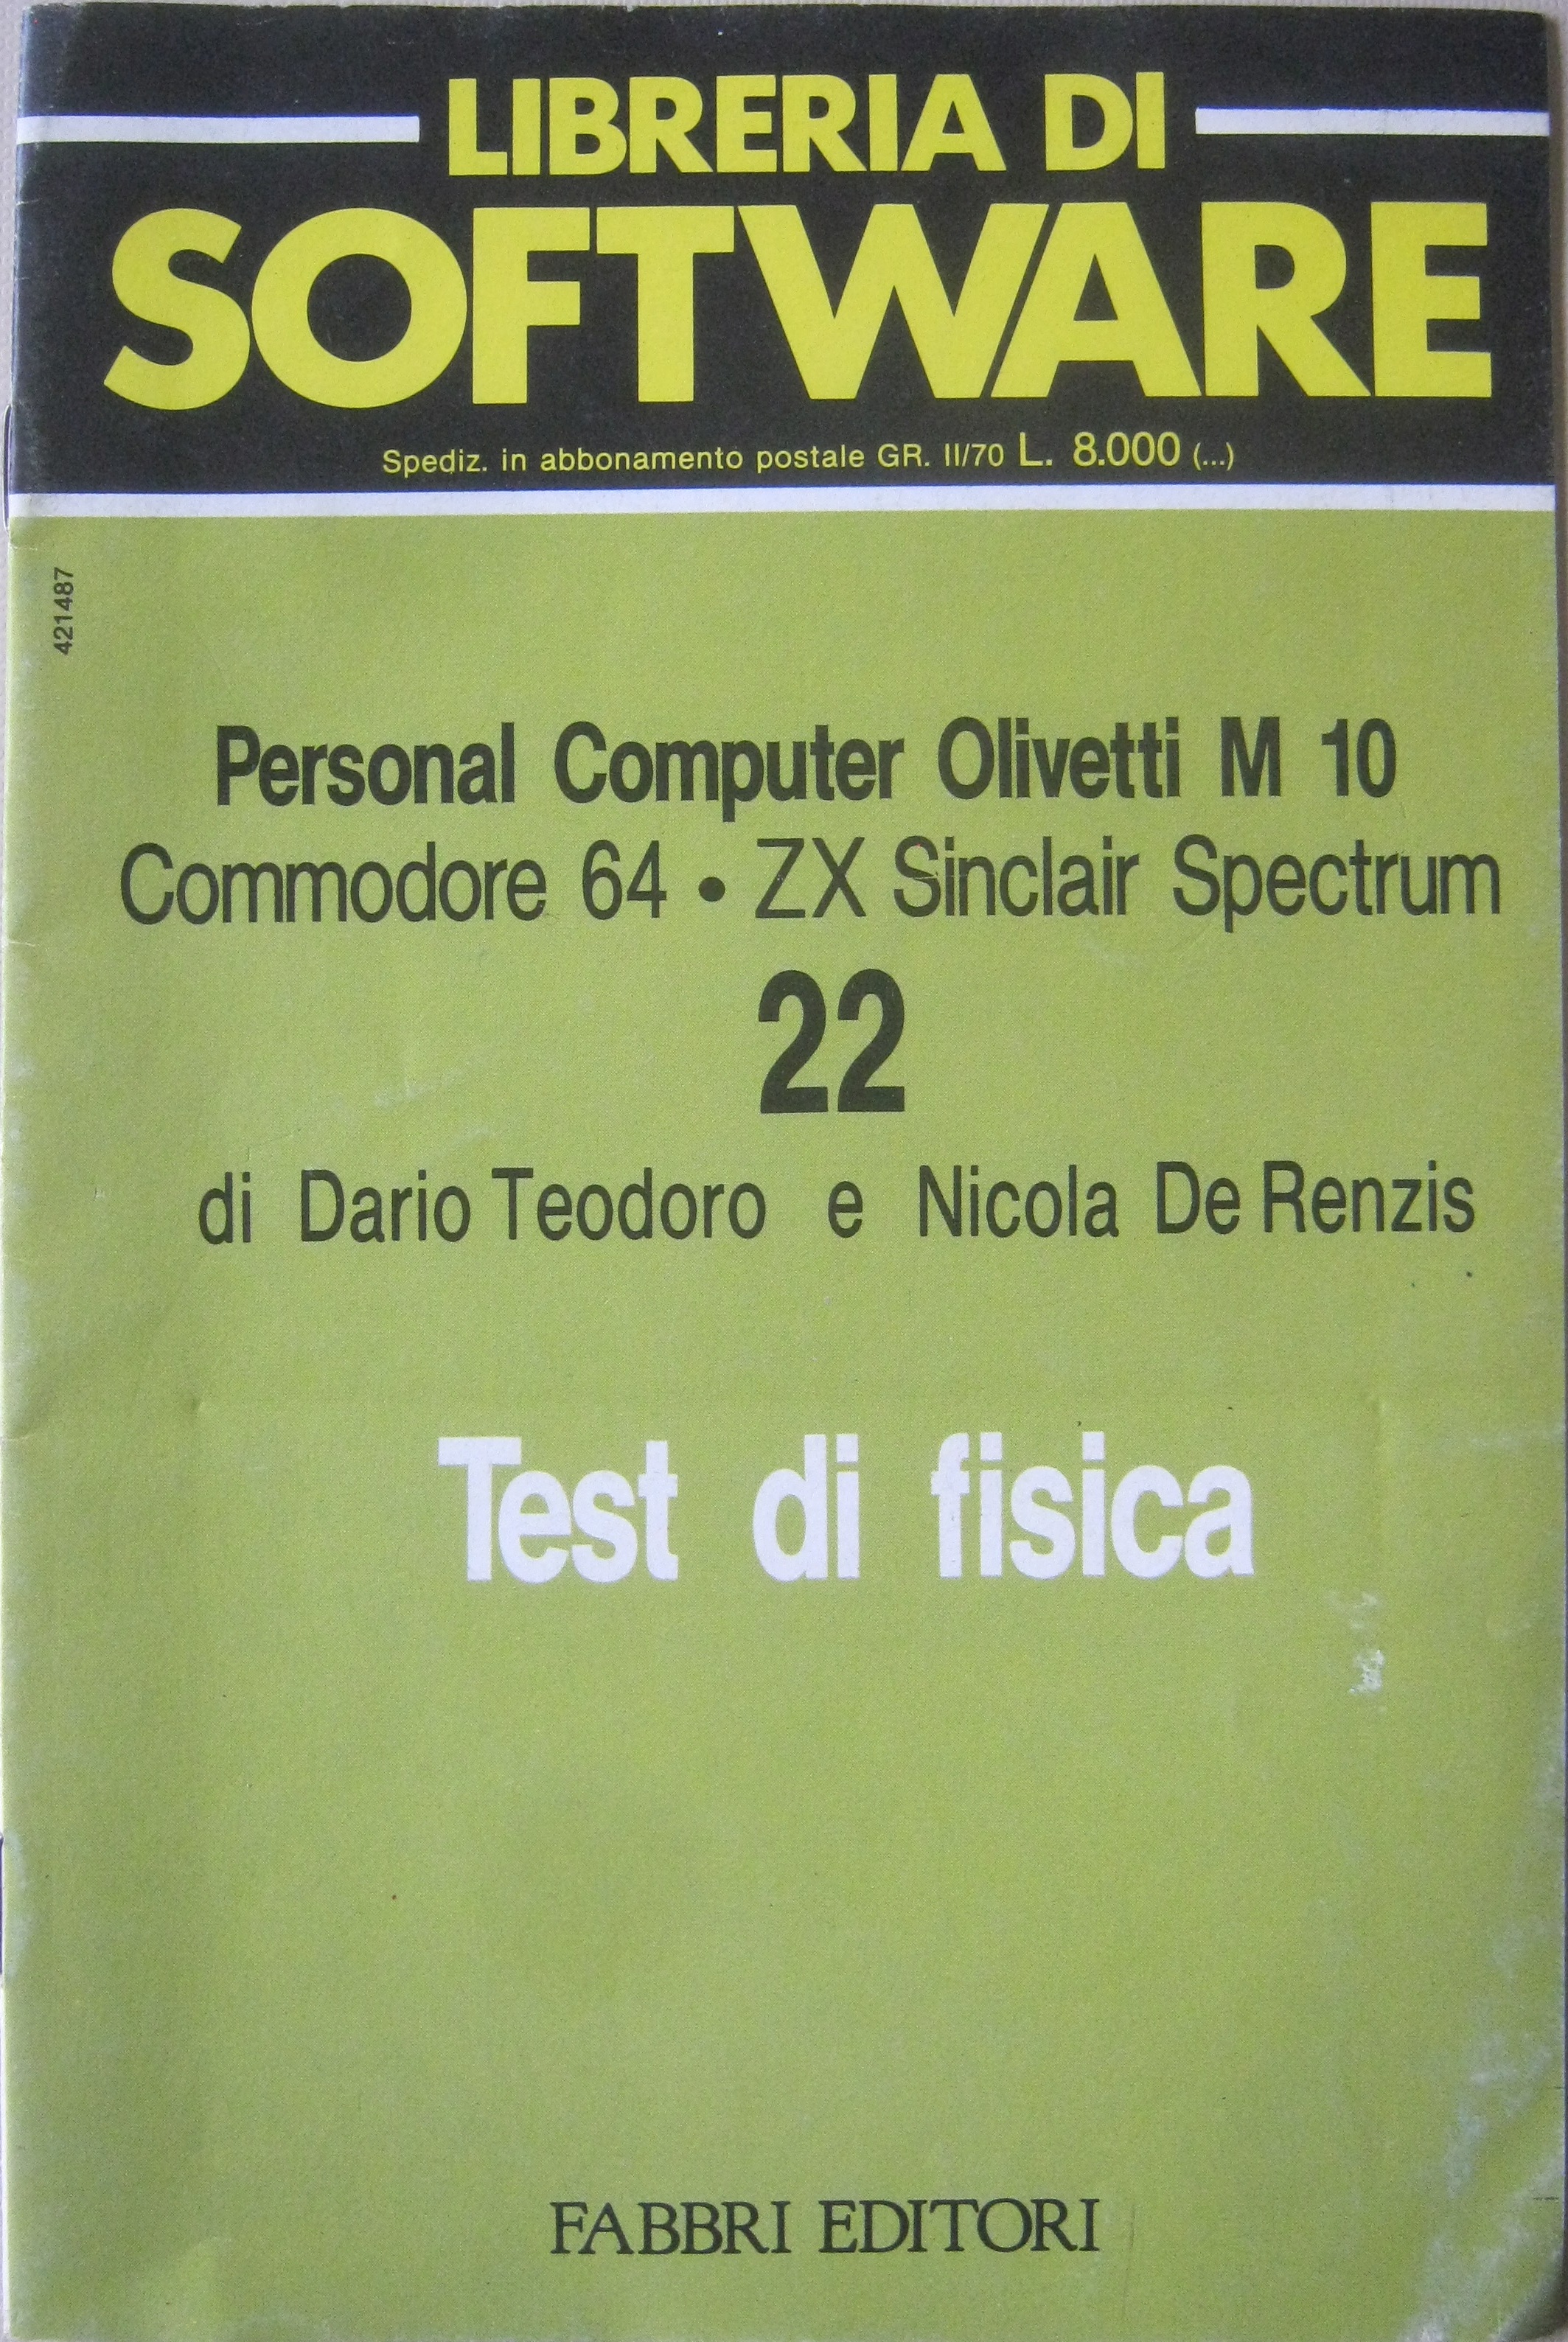 LIBRERIA DI
SOFTWARE
Spediz. in abbonamento postale GR. II/70 L. 8.000 (...)
421487
Personal Computer Olivetti M 10
Commodore 64 • ZX Sinclair Spectrum
22
di Dario Teodoro e Nicola De Renzis
Test di fisica
FABBRI EDITORI